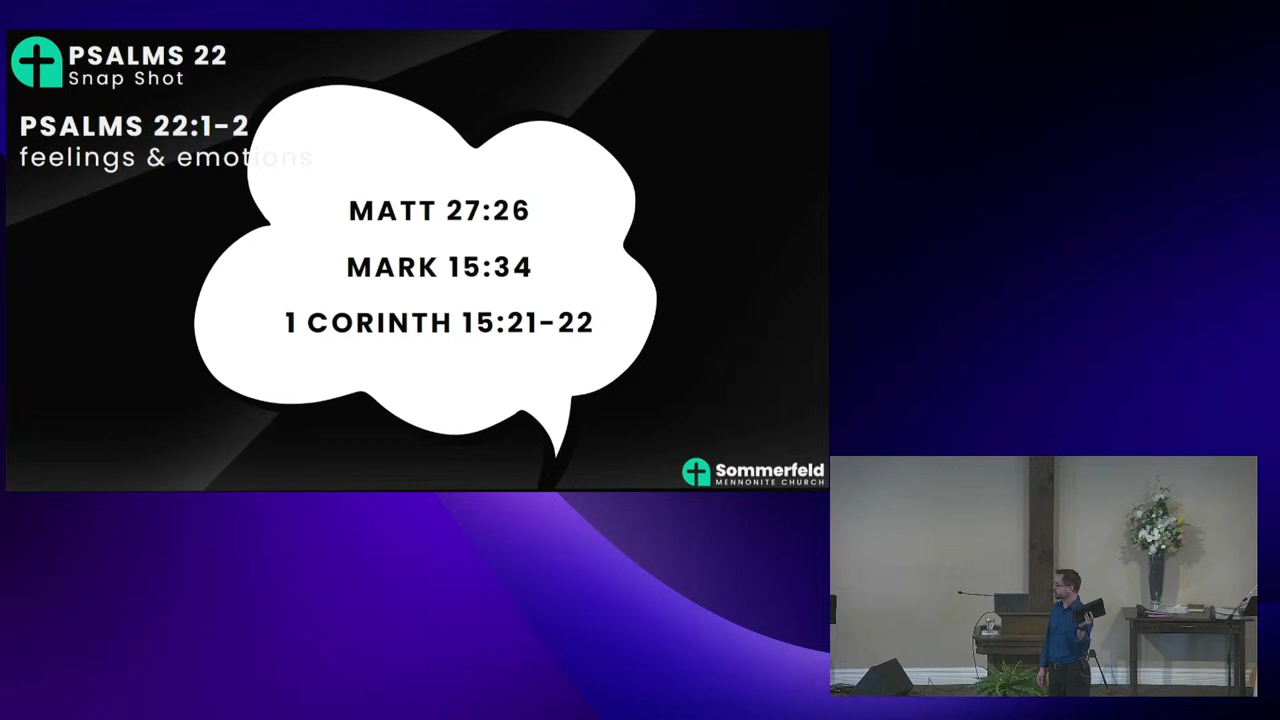 PSALMS 22
Snap Shot
PSALMS 22:1-2
feelings & emotions
MATT 27:26
MARK 15:34
1 CORINTH 15:21-22
Sommerfeld
MENNONITE CHURCH